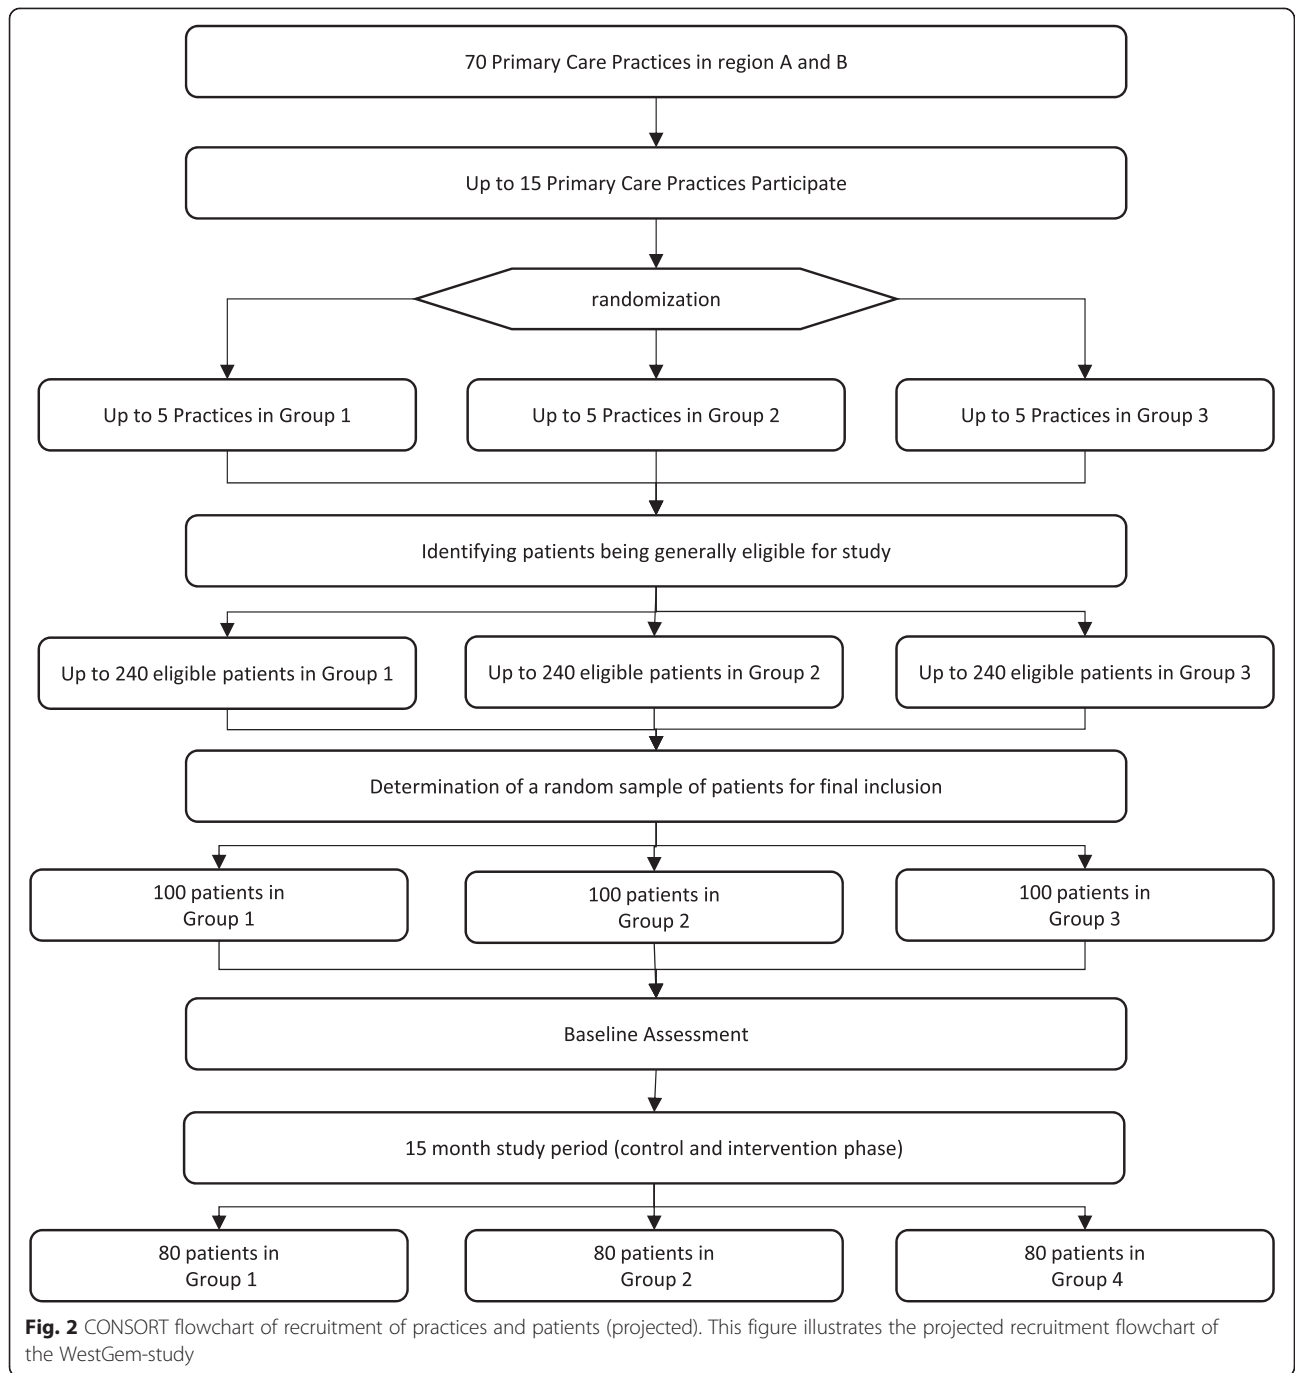 70 Primary Care Practices in region A and B
Up to 15 Primary Care Practices Participate
randomization
Up to 5 Practices in Group 1
Up to 5 Practices in Group 2
Up to 5 Practices in Group 3
Identifying patients being generally eligible for study
Up to 240 eligible patients in Group 1
Up to 240 eligible patients in Group 2
Up to 240 eligible patients in Group 3
Determination of a random sample of patients for final inclusion
100 patients in
Group 1
100 patients in
Group 2
100 patients in
Group 3
Baseline Assessment
15 month study period (control and intervention phase)
80 patients in
Group 1
80 patients in
Group 2
80 patients in
Group 4
Fig. 2 CONSORT flowchart of recruitment of practices and patients (projected). This figure illustrates the projected recruitment flowchart of
the WestGem-study